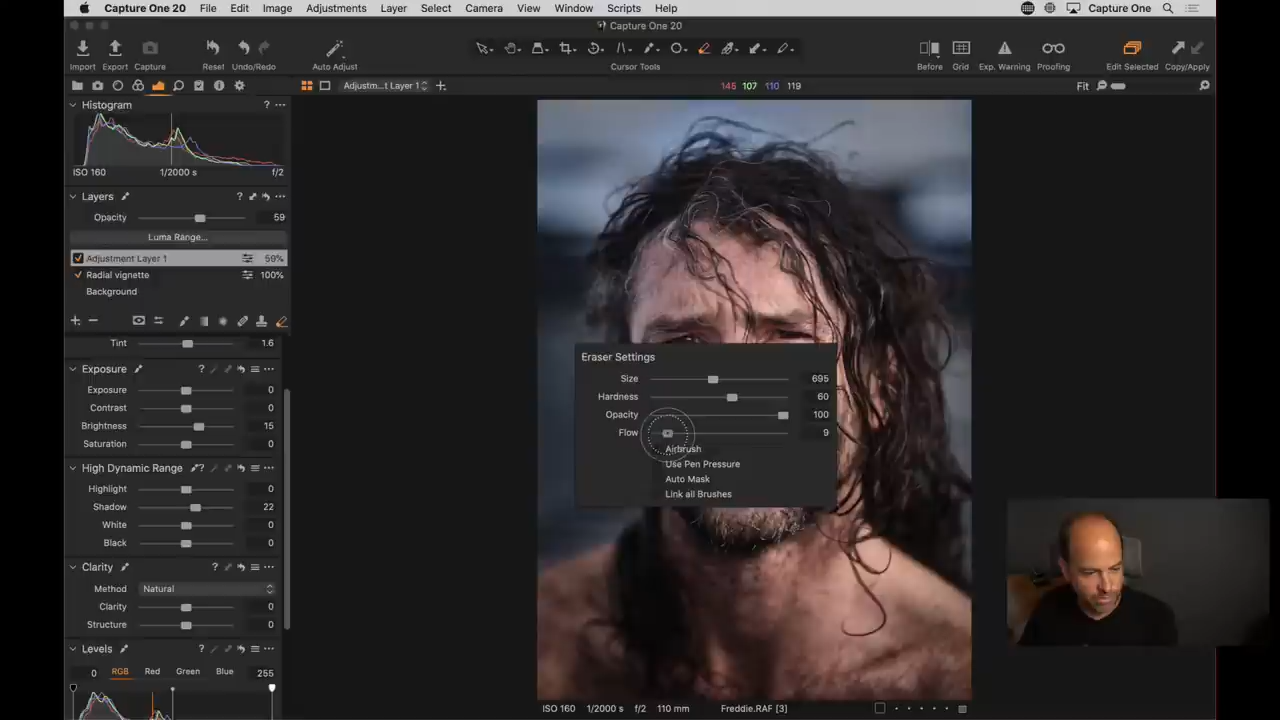 Capture One 20 File Edit Image Adjustments Layer Select Camera View Window Scripts Help Capture One
Capture One 20
Import Export Capture Reset Undo/Redo Auto Adjust Cursor Tools Before Grid Exp. Warning Proofing Edit Selected Copy/Apply
Adjustm...t Layer 1 145 107 110 119 Fit
Histogram ? ...
ISO 160 1/2000 s f/2
Layers ? ...
Opacity 59
Luma Range...
Adjustment Layer 1 59%
Radial vignette 100%
Background
Tint 1.6
Exposure ? ...
Exposure 0
Contrast 0
Brightness 15
Saturation 0
High Dynamic Range ? ...
Highlight 0
Shadow 22
White 0
Black 0
Clarity ? ...
Method Natural
Clarity 0
Structure 0
Levels ? ...
0 RGB Red Green Blue 255
Eraser Settings
Size 695
Hardness 60
Opacity 100
Flow 9
Airbrush
Use Pen Pressure
Auto Mask
Link all Brushes
ISO 160 1/2000 s f/2 110 mm Freddie.RAF [3]